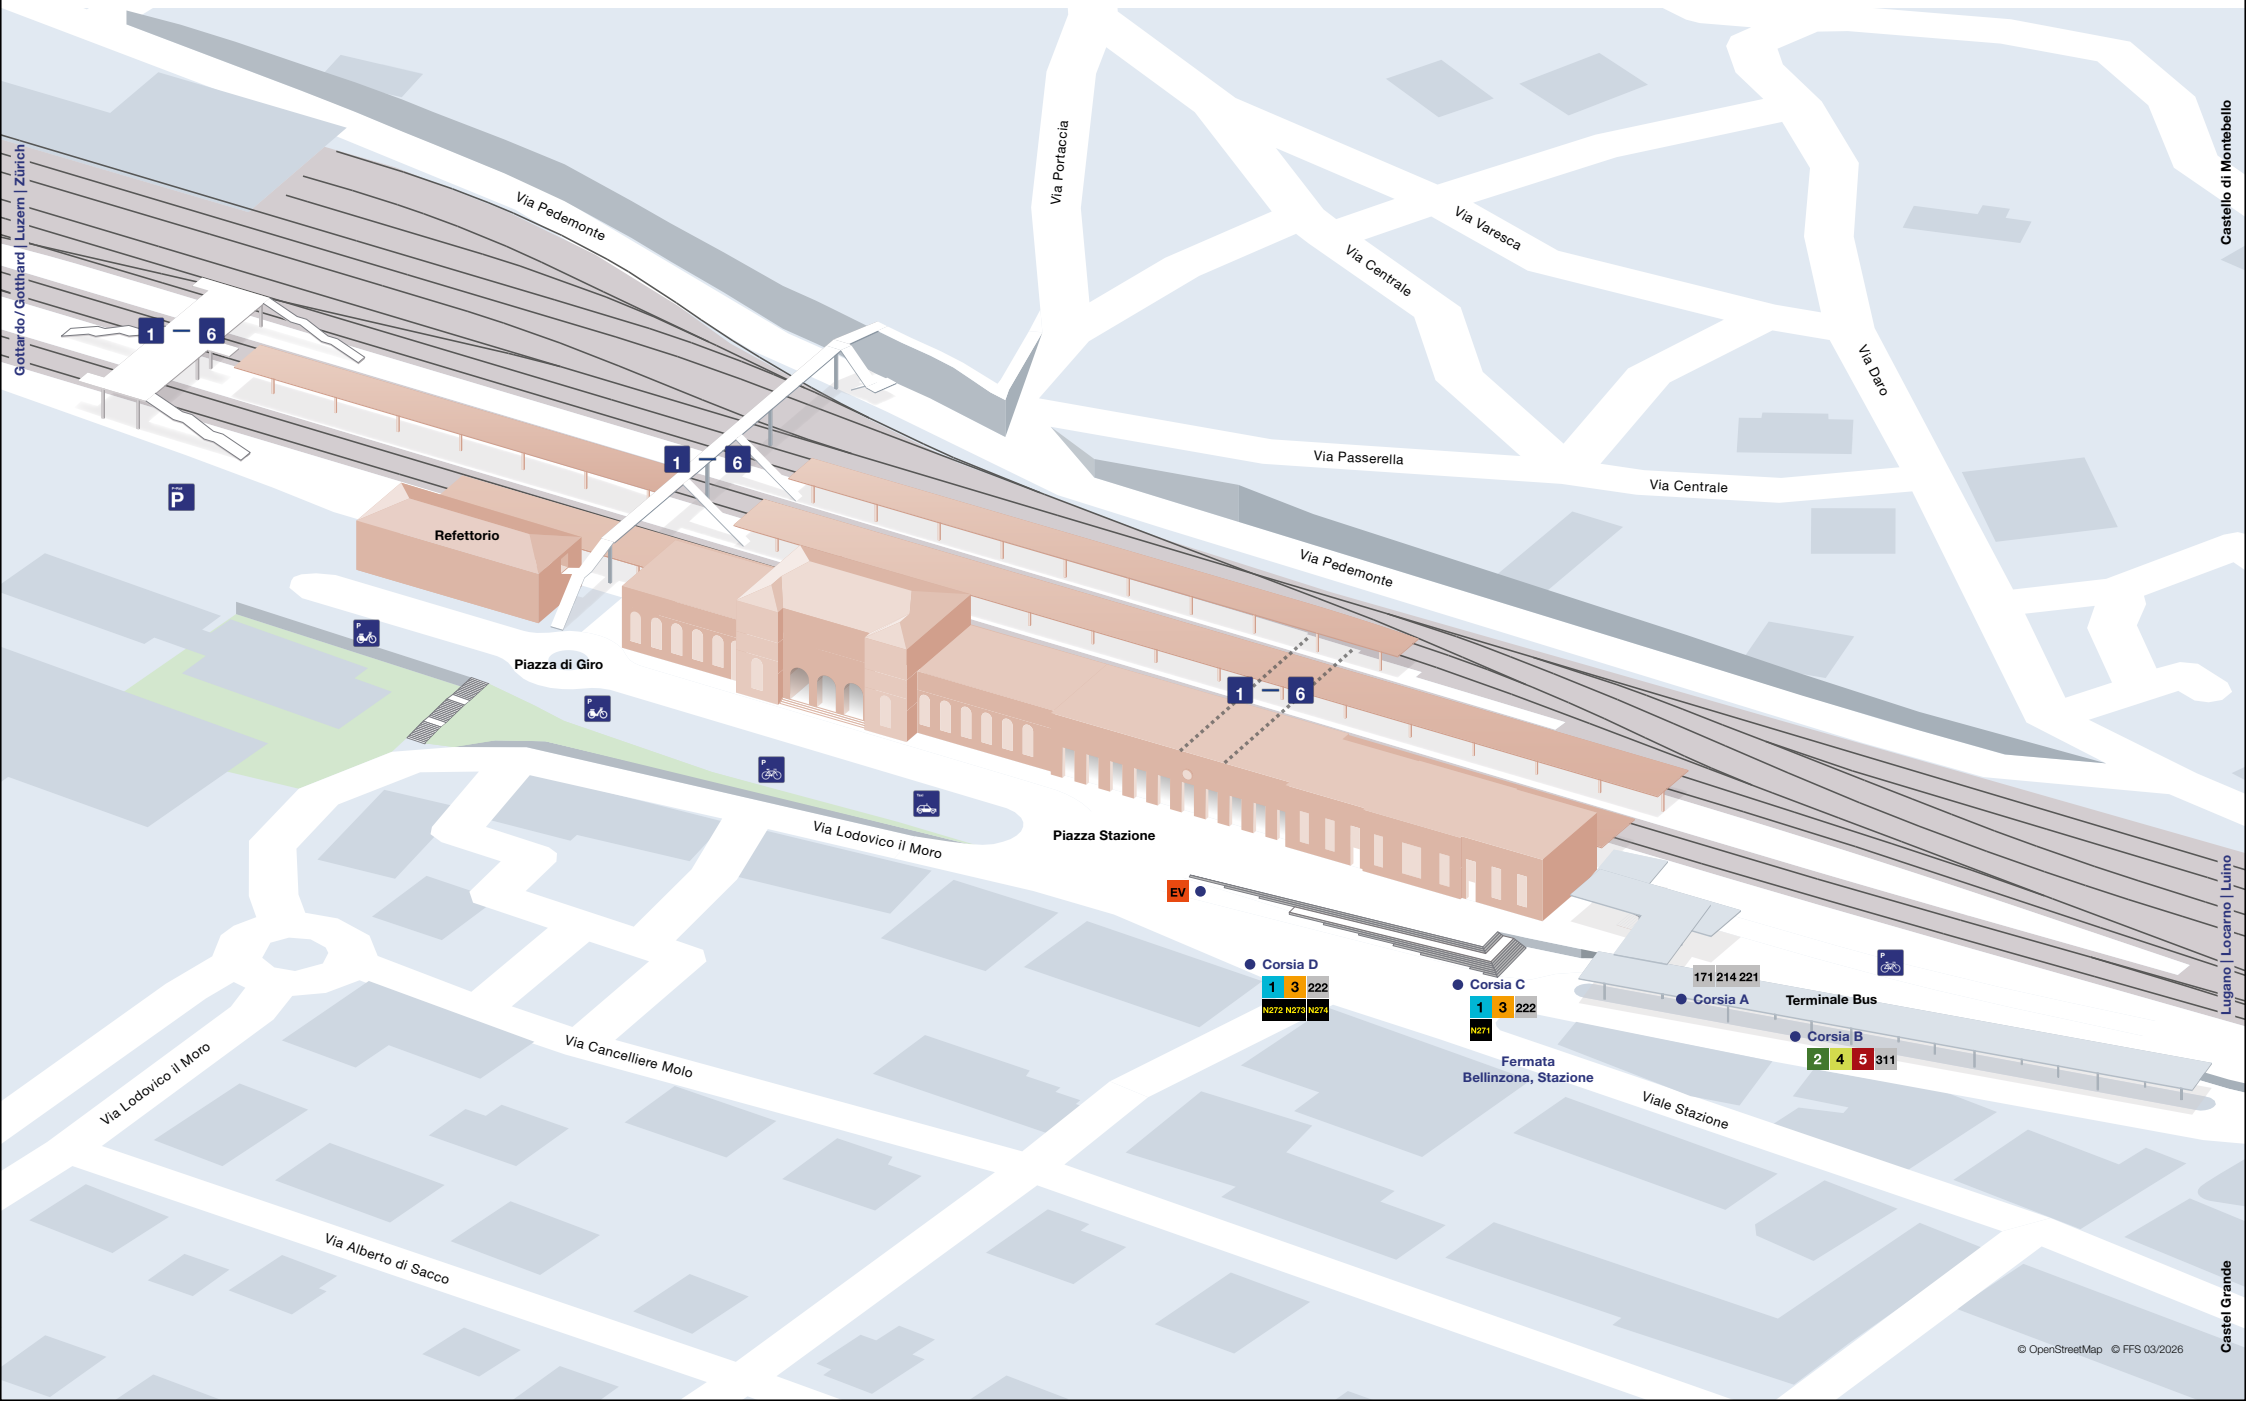 Gottardo/Gotthard | Luzern | Zürich
Via Pedemonte
Via Portaccia
Via Varesca
Via Centrale
Castello di Montebello
1 — 6
Via Daro
1 — 6
Via Passerella
Via Centrale
P+Rail
P
Refettorio
Via Pedemonte
P
Piazza di Giro
P
1 — 6
P
Taxi
Via Lodovico il Moro
Piazza Stazione
EV
Corsia D
1 3 222
N272 N273 N274
Corsia C
1 3 222
N271
Fermata
Bellinzona, Stazione
171 214 221
Corsia A
Terminale Bus
P
Corsia B
2 4 5 311
Lugano | Locarno | Luino
Via Cancelliere Molo
Via Lodovico il Moro
Viale Stazione
Via Alberto di Sacco
Castel Grande
© OpenStreetMap © FFS 03/2026